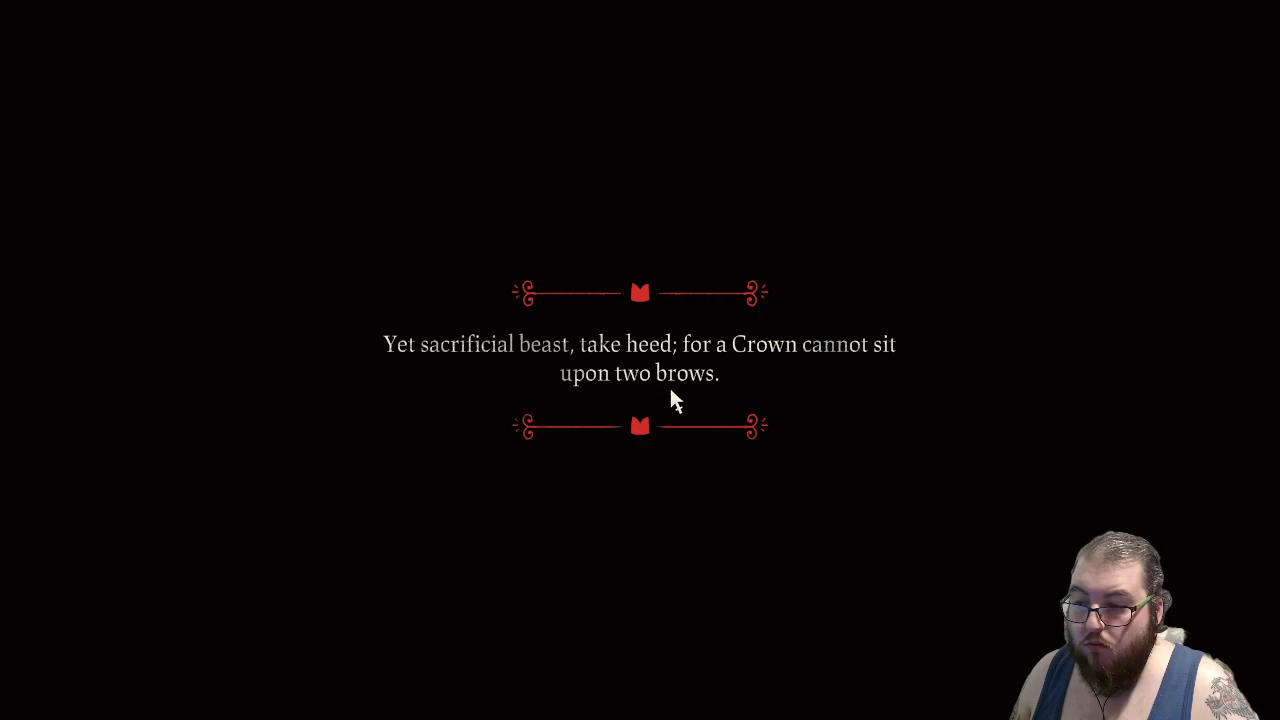 Yet sacrificial beast, take heed; for a Crown cannot sit
upon two brows.